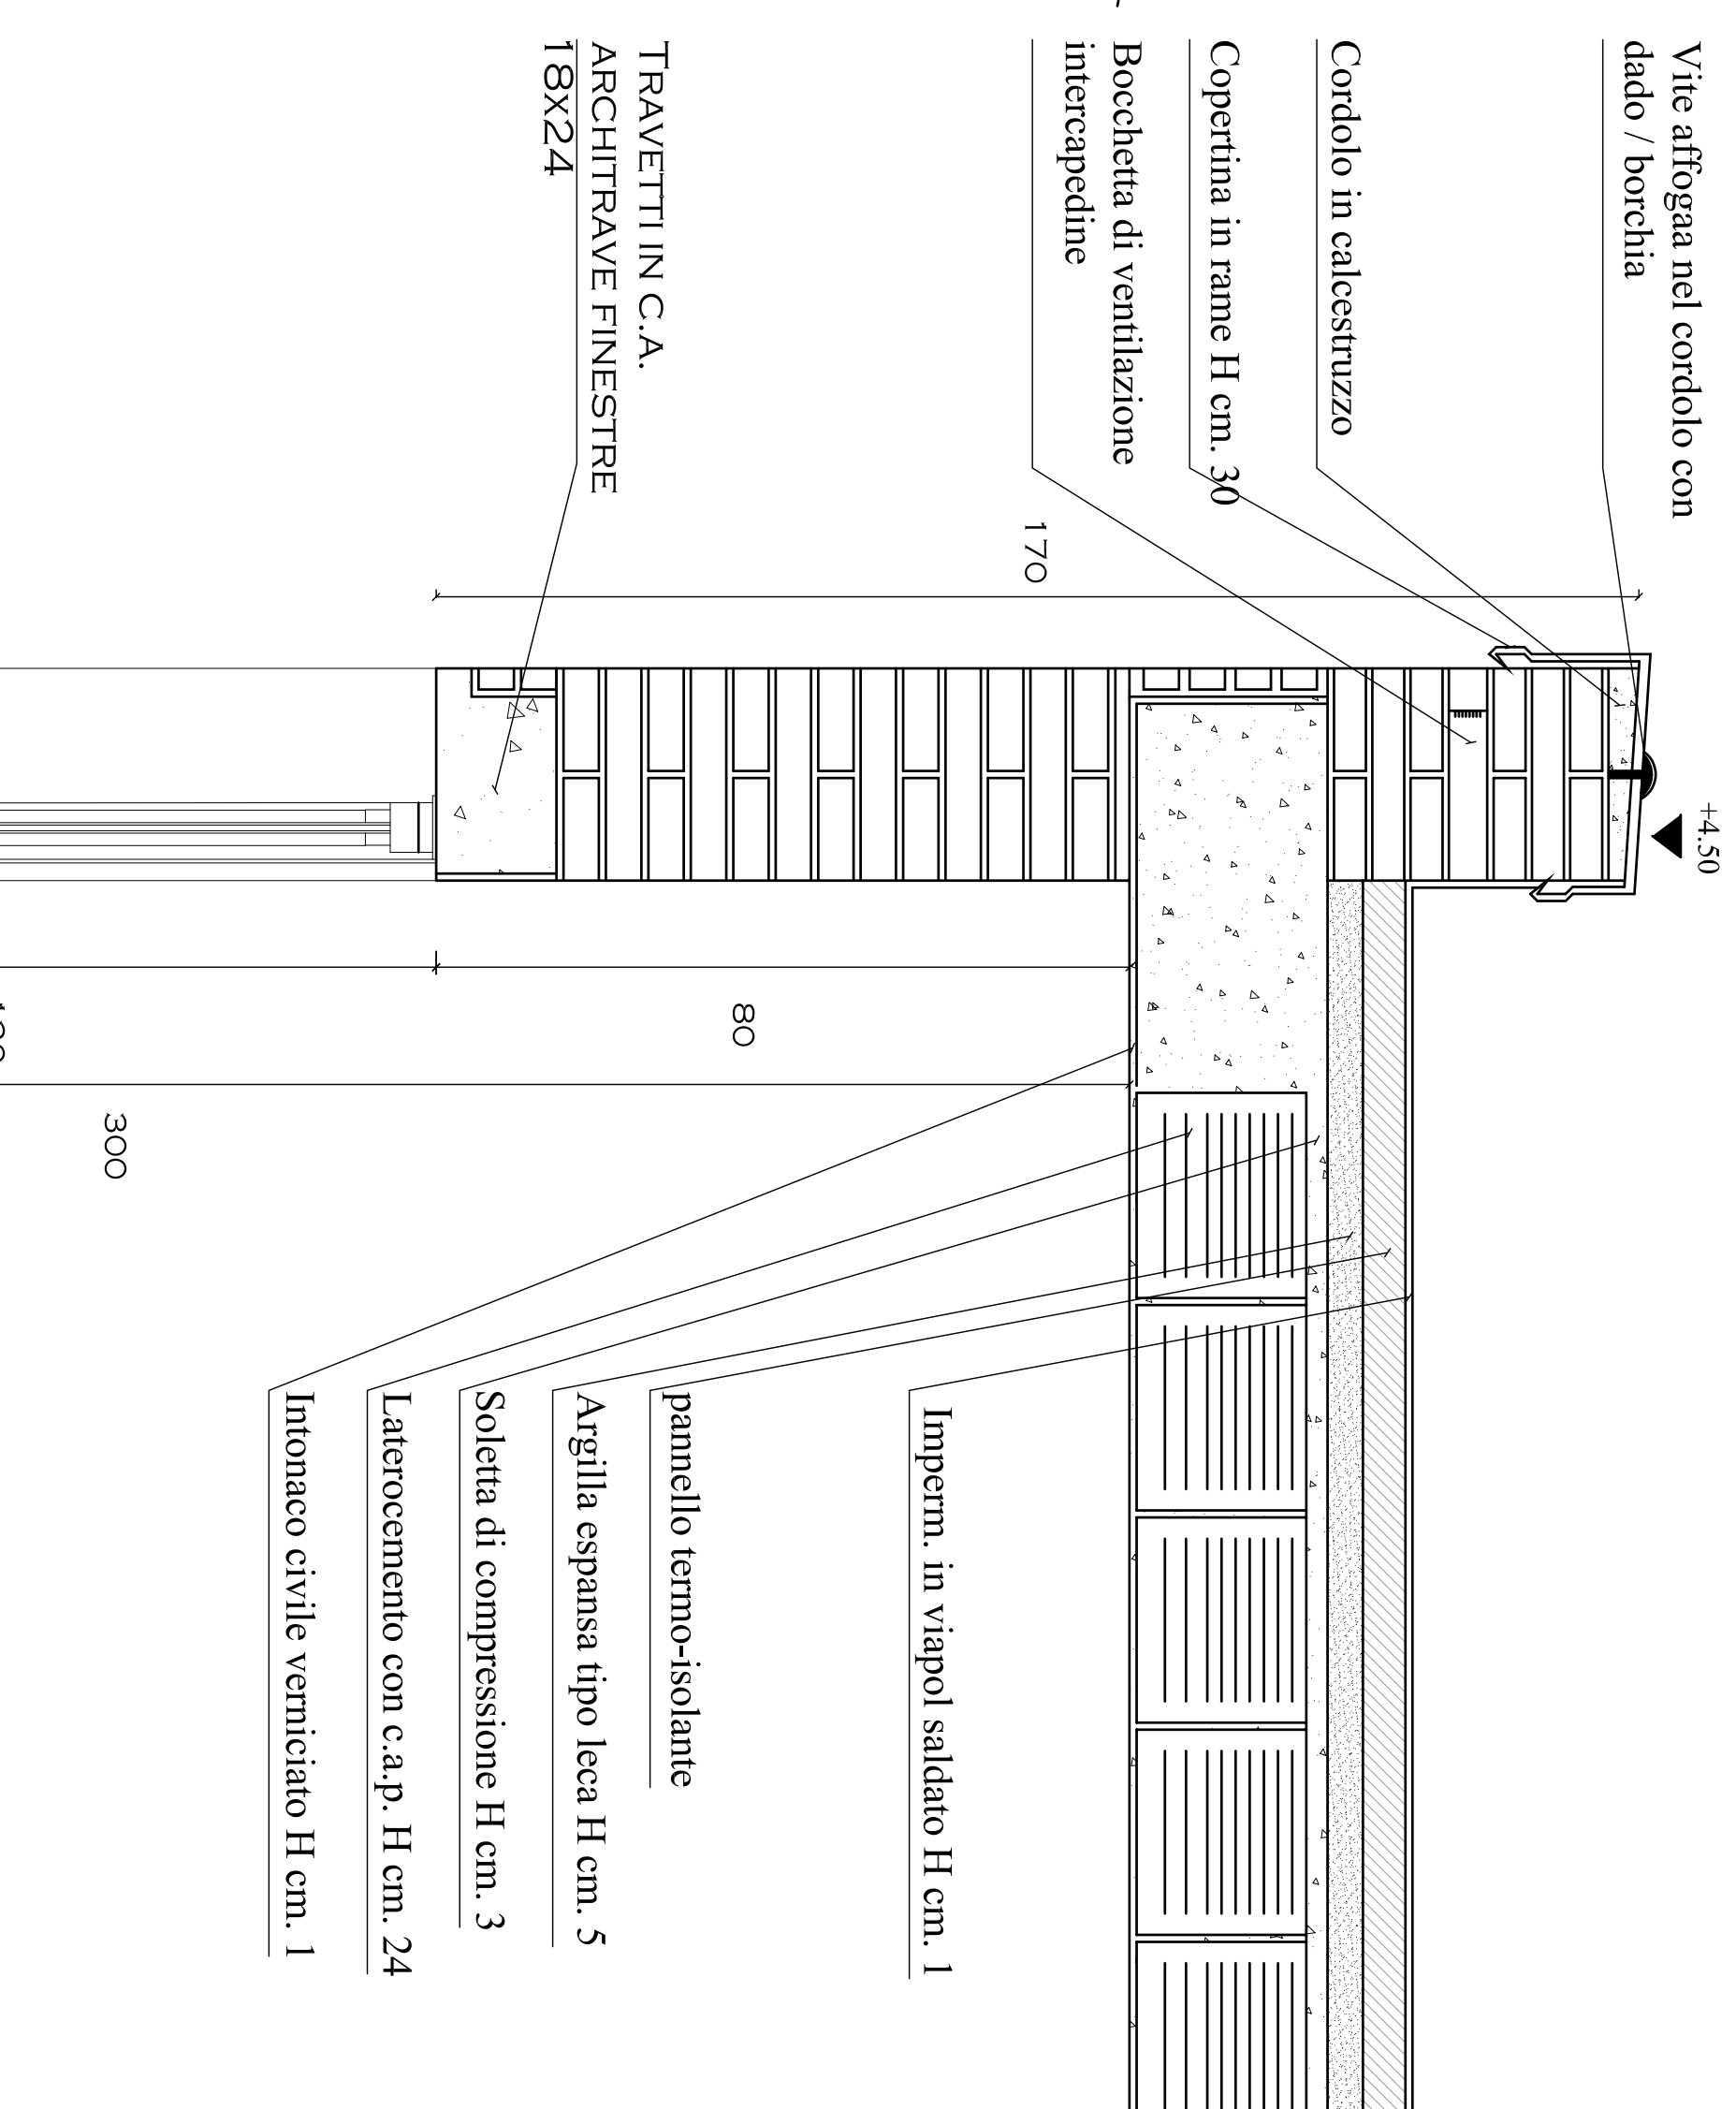 Vite affogaa nel cordolo con
dado / borchia
Cordolo in calcestruzzo
Copertina in rame H cm. 30
Bocchetta di ventilazione
intercapedine
TRAVETTI IN C.A.
ARCHITRAVE FINESTRE
18x24
+4.50
170
80
300
Imperm. in viapol saldato H cm. 1
pannello termo-isolante
Argilla espansa tipo leca H cm. 5
Soletta di compressione H cm. 3
Laterocemento con c.a.p. H cm. 24
Intonaco civile verniciato H cm. 1